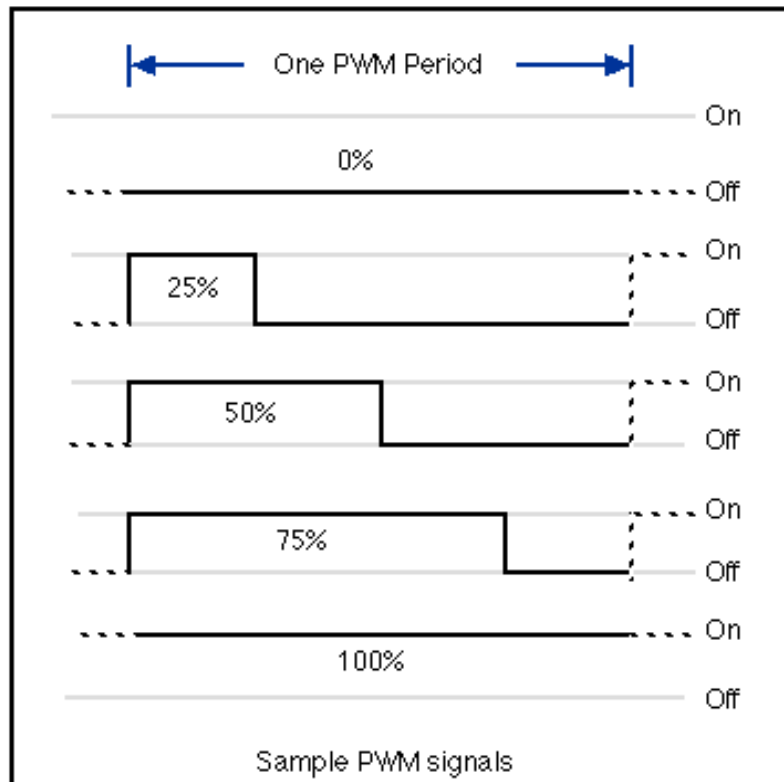 One PWM Period
On
0%
Off
On
25%
Off
On
50%
Off
On
75%
Off
On
100%
Off
Sample PWM signals